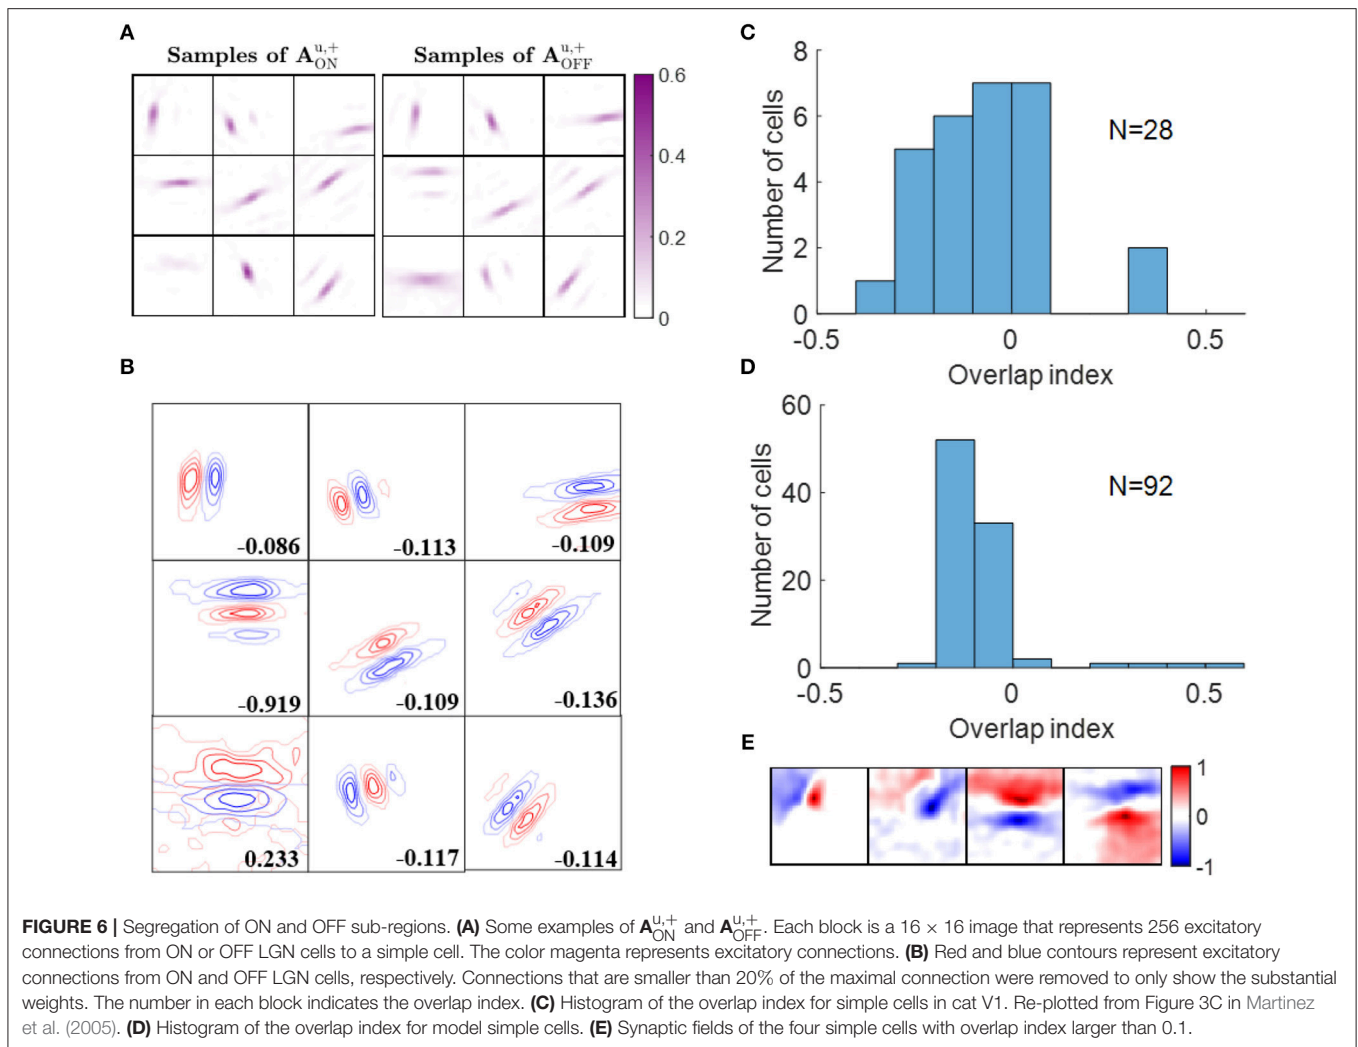 A
Samples of A^{u,+}_{ON}
Samples of A^{u,+}_{OFF}
0.6
0.4
0.2
0
B
-0.086
-0.113
-0.109
-0.919
-0.109
-0.136
0.233
-0.117
-0.114
C
8
6
4
2
0
Number of cells
N=28
-0.5
0
0.5
Overlap index
D
60
40
20
0
Number of cells
N=92
-0.5
0
0.5
Overlap index
E
1
0
-1
FIGURE 6 | Segregation of ON and OFF sub-regions. (A) Some examples of A^{u,+}_{ON} and A^{u,+}_{OFF}. Each block is a 16 × 16 image that represents 256 excitatory
connections from ON or OFF LGN cells to a simple cell. The color magenta represents excitatory connections. (B) Red and blue contours represent excitatory
connections from ON and OFF LGN cells, respectively. Connections that are smaller than 20% of the maximal connection were removed to only show the substantial
weights. The number in each block indicates the overlap index. (C) Histogram of the overlap index for simple cells in cat V1. Re-plotted from Figure 3C in Martinez
et al. (2005). (D) Histogram of the overlap index for model simple cells. (E) Synaptic fields of the four simple cells with overlap index larger than 0.1.